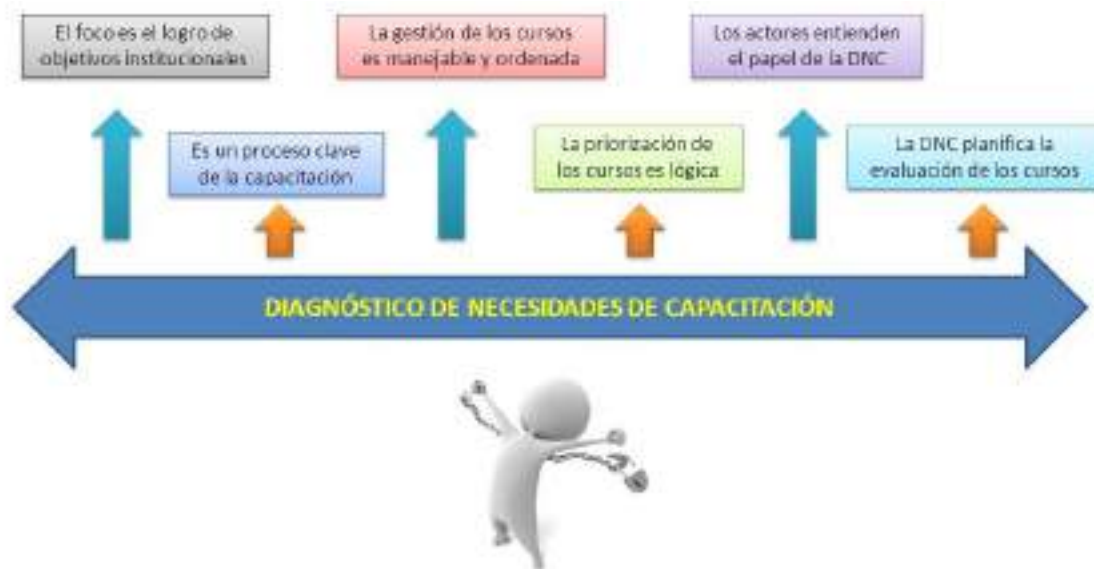 El foco es el logro de
objetivos institucionales
La gestión de los cursos
es manejable y ordenada
Los actores entienden
el papel de la DNC
Es un proceso clave
de la capacitación
La priorización de
los cursos es lógica
La DNC planifica la
evaluación de los cursos
DIAGNÓSTICO DE NECESIDADES DE CAPACITACIÓN